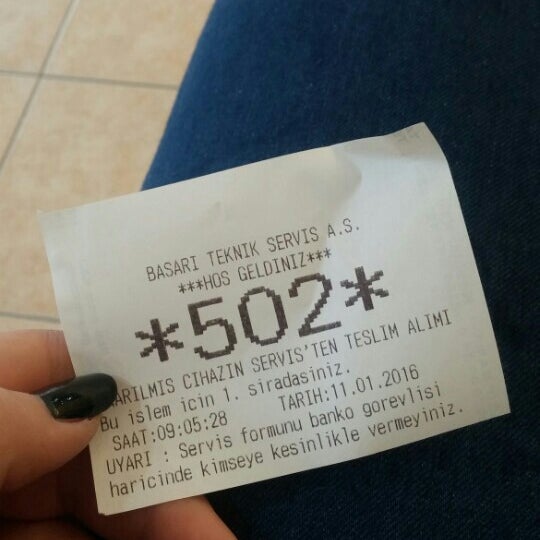 BASARI TEKNIK SERVIS A.S.
***HOS GELDINIZ***
*502*
ARILMIS CIHAZIN SERVIS'TEN TESLIM ALIMI
Bu islem icin 1. siradasiniz.
SAAT:09:05:28 TARIH:11.01.2016
UYARI : Servis formunu banko gorevlisi
haricinde kimseye kesinlikle vermeyiniz.